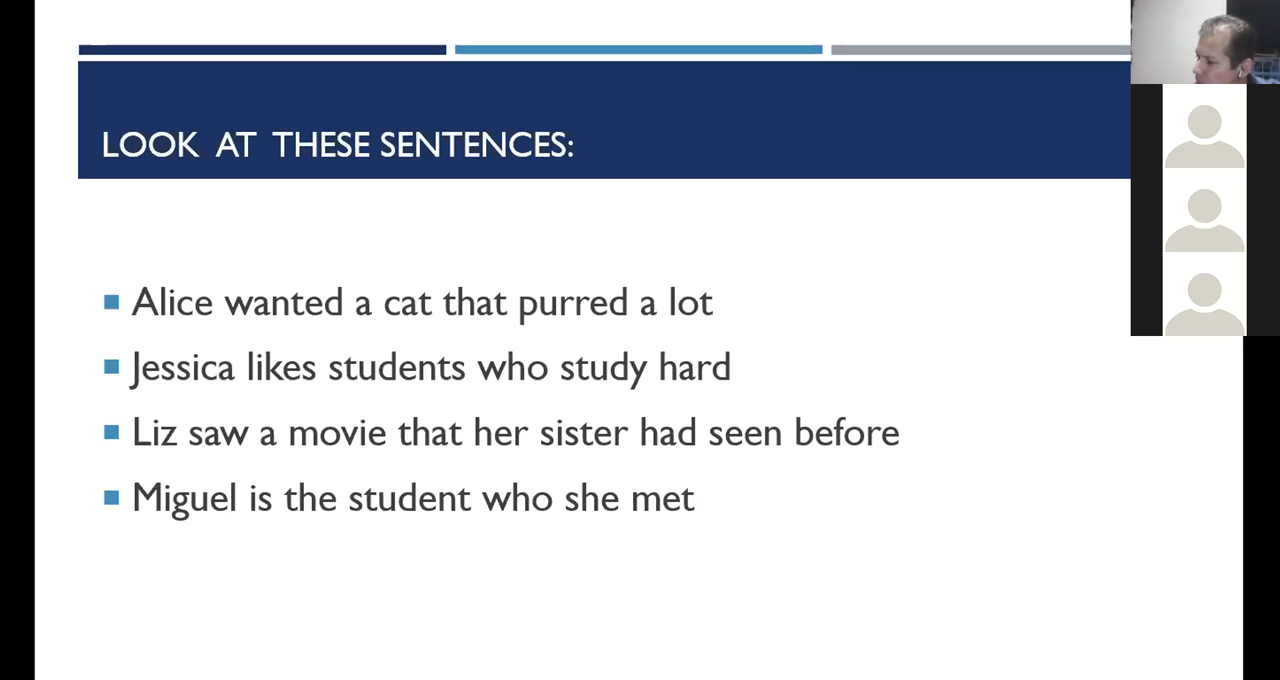 LOOK AT THESE SENTENCES:
Alice wanted a cat that purred a lot
Jessica likes students who study hard
Liz saw a movie that her sister had seen before
Miguel is the student who she met